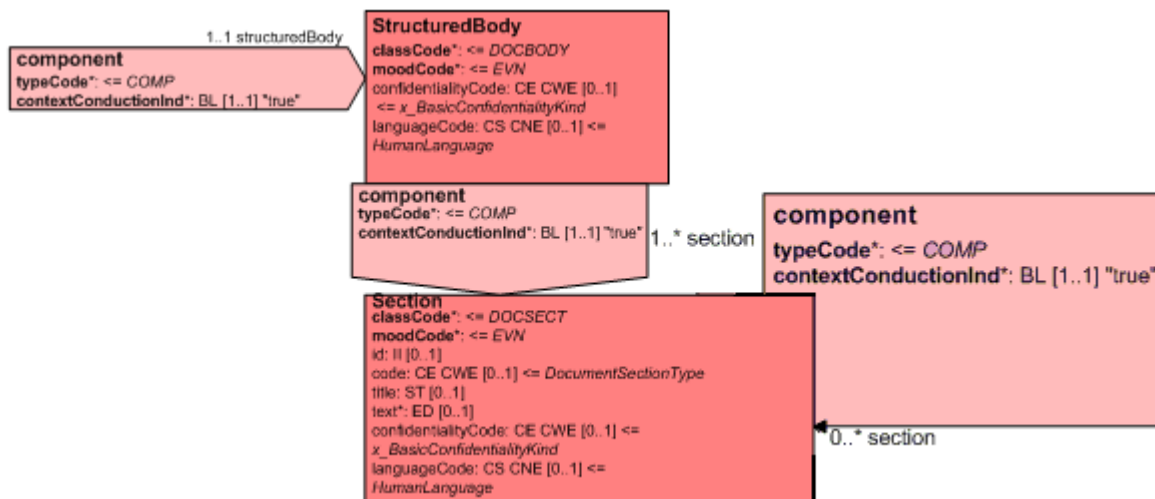 1..1 structuredBody
component
typeCode*: <= COMP
contextConductionInd*: BL [1..1] "true"
StructuredBody
classCode*: <= DOCBODY
moodCode*: <= EVN
confidentialityCode: CE CWE [0..1]
<= x_BasicConfidentialityKind
languageCode: CS CNE [0..1] <=
HumanLanguage
component
typeCode*: <= COMP
contextConductionInd*: BL [1..1] "true"
1..* section
component
typeCode*: <= COMP
contextConductionInd*: BL [1..1] "true"
Section
classCode*: <= DOCSECT
moodCode*: <= EVN
id: II [0..1]
code: CE CWE [0..1] <= DocumentSectionType
title: ST [0..1]
text*: ED [0..1]
confidentialityCode: CE CWE [0..1] <=
x_BasicConfidentialityKind
languageCode: CS CNE [0..1] <=
HumanLanguage
0..* section